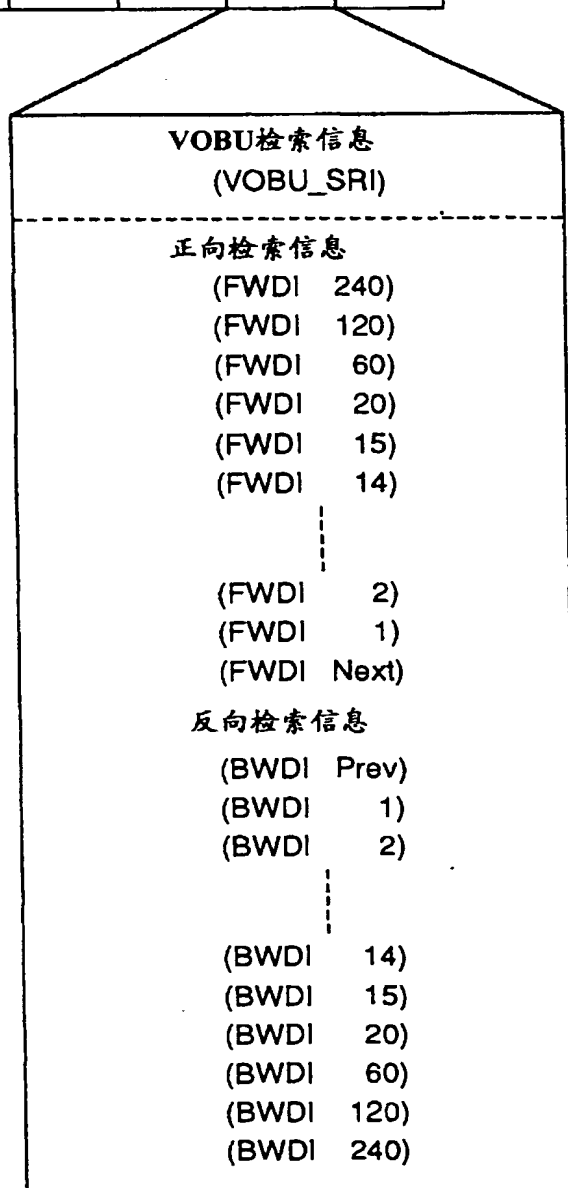 VOBU检索信息
(VOBU_SRI)
正向检索信息
(FWDI 240)
(FWDI 120)
(FWDI 60)
(FWDI 20)
(FWDI 15)
(FWDI 14)
(FWDI 2)
(FWDI 1)
(FWDI Next)
反向检索信息
(BWDI Prev)
(BWDI 1)
(BWDI 2)
(BWDI 14)
(BWDI 15)
(BWDI 20)
(BWDI 60)
(BWDI 120)
(BWDI 240)